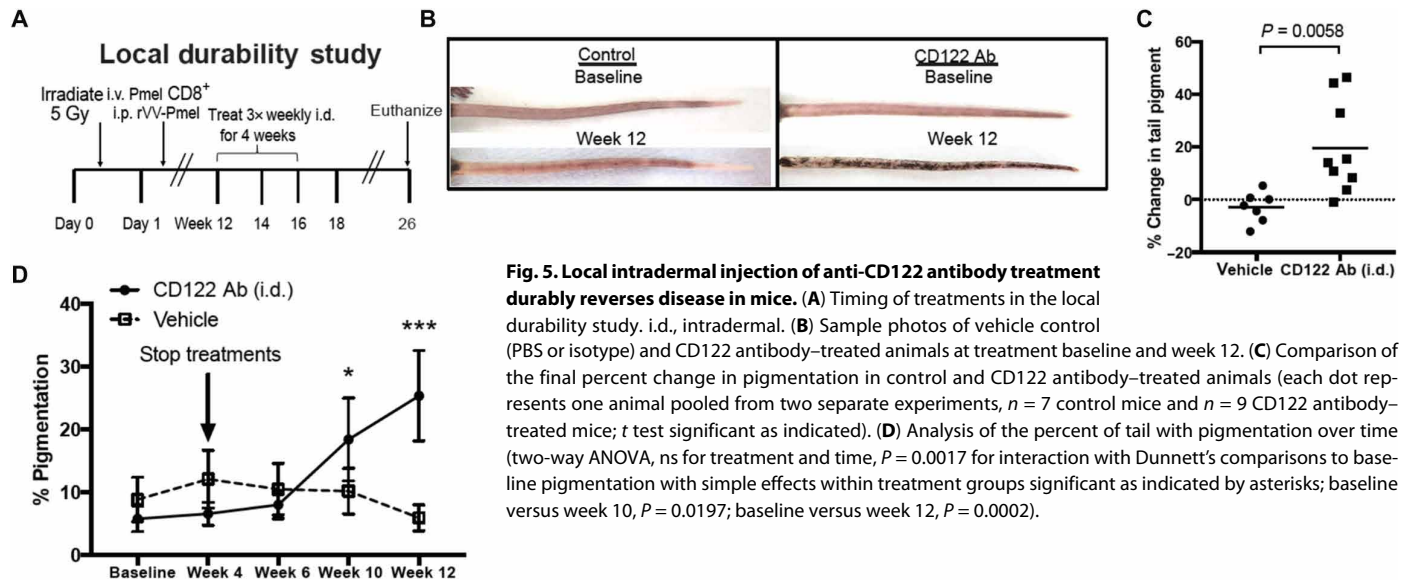 A
Local durability study
Irradiate i.v. Pmel CD8⁺
5 Gy i.p. rVV-Pmel Treat 3× weekly i.d.
for 4 weeks
Euthanize
Day 0 Day 1 Week 12 14 16 18 26
B
Control
Baseline
Week 12
CD122 Ab
Baseline
Week 12
C
P = 0.0058
% Change in tail pigment
60
40
20
0
–20
Vehicle CD122 Ab (i.d.)
D
CD122 Ab (i.d.)
Vehicle
Stop treatments
% Pigmentation
40
30
20
10
0
*
***
Baseline Week 4 Week 6 Week 10 Week 12
Fig. 5. Local intradermal injection of anti-CD122 antibody treatment
durably reverses disease in mice. (A) Timing of treatments in the local
durability study. i.d., intradermal. (B) Sample photos of vehicle control
(PBS or isotype) and CD122 antibody–treated animals at treatment baseline and week 12. (C) Comparison of
the final percent change in pigmentation in control and CD122 antibody–treated animals (each dot rep-
resents one animal pooled from two separate experiments, n = 7 control mice and n = 9 CD122 antibody–
treated mice; t test significant as indicated). (D) Analysis of the percent of tail with pigmentation over time
(two-way ANOVA, ns for treatment and time, P = 0.0017 for interaction with Dunnett's comparisons to base-
line pigmentation with simple effects within treatment groups significant as indicated by asterisks; baseline
versus week 10, P = 0.0197; baseline versus week 12, P = 0.0002).